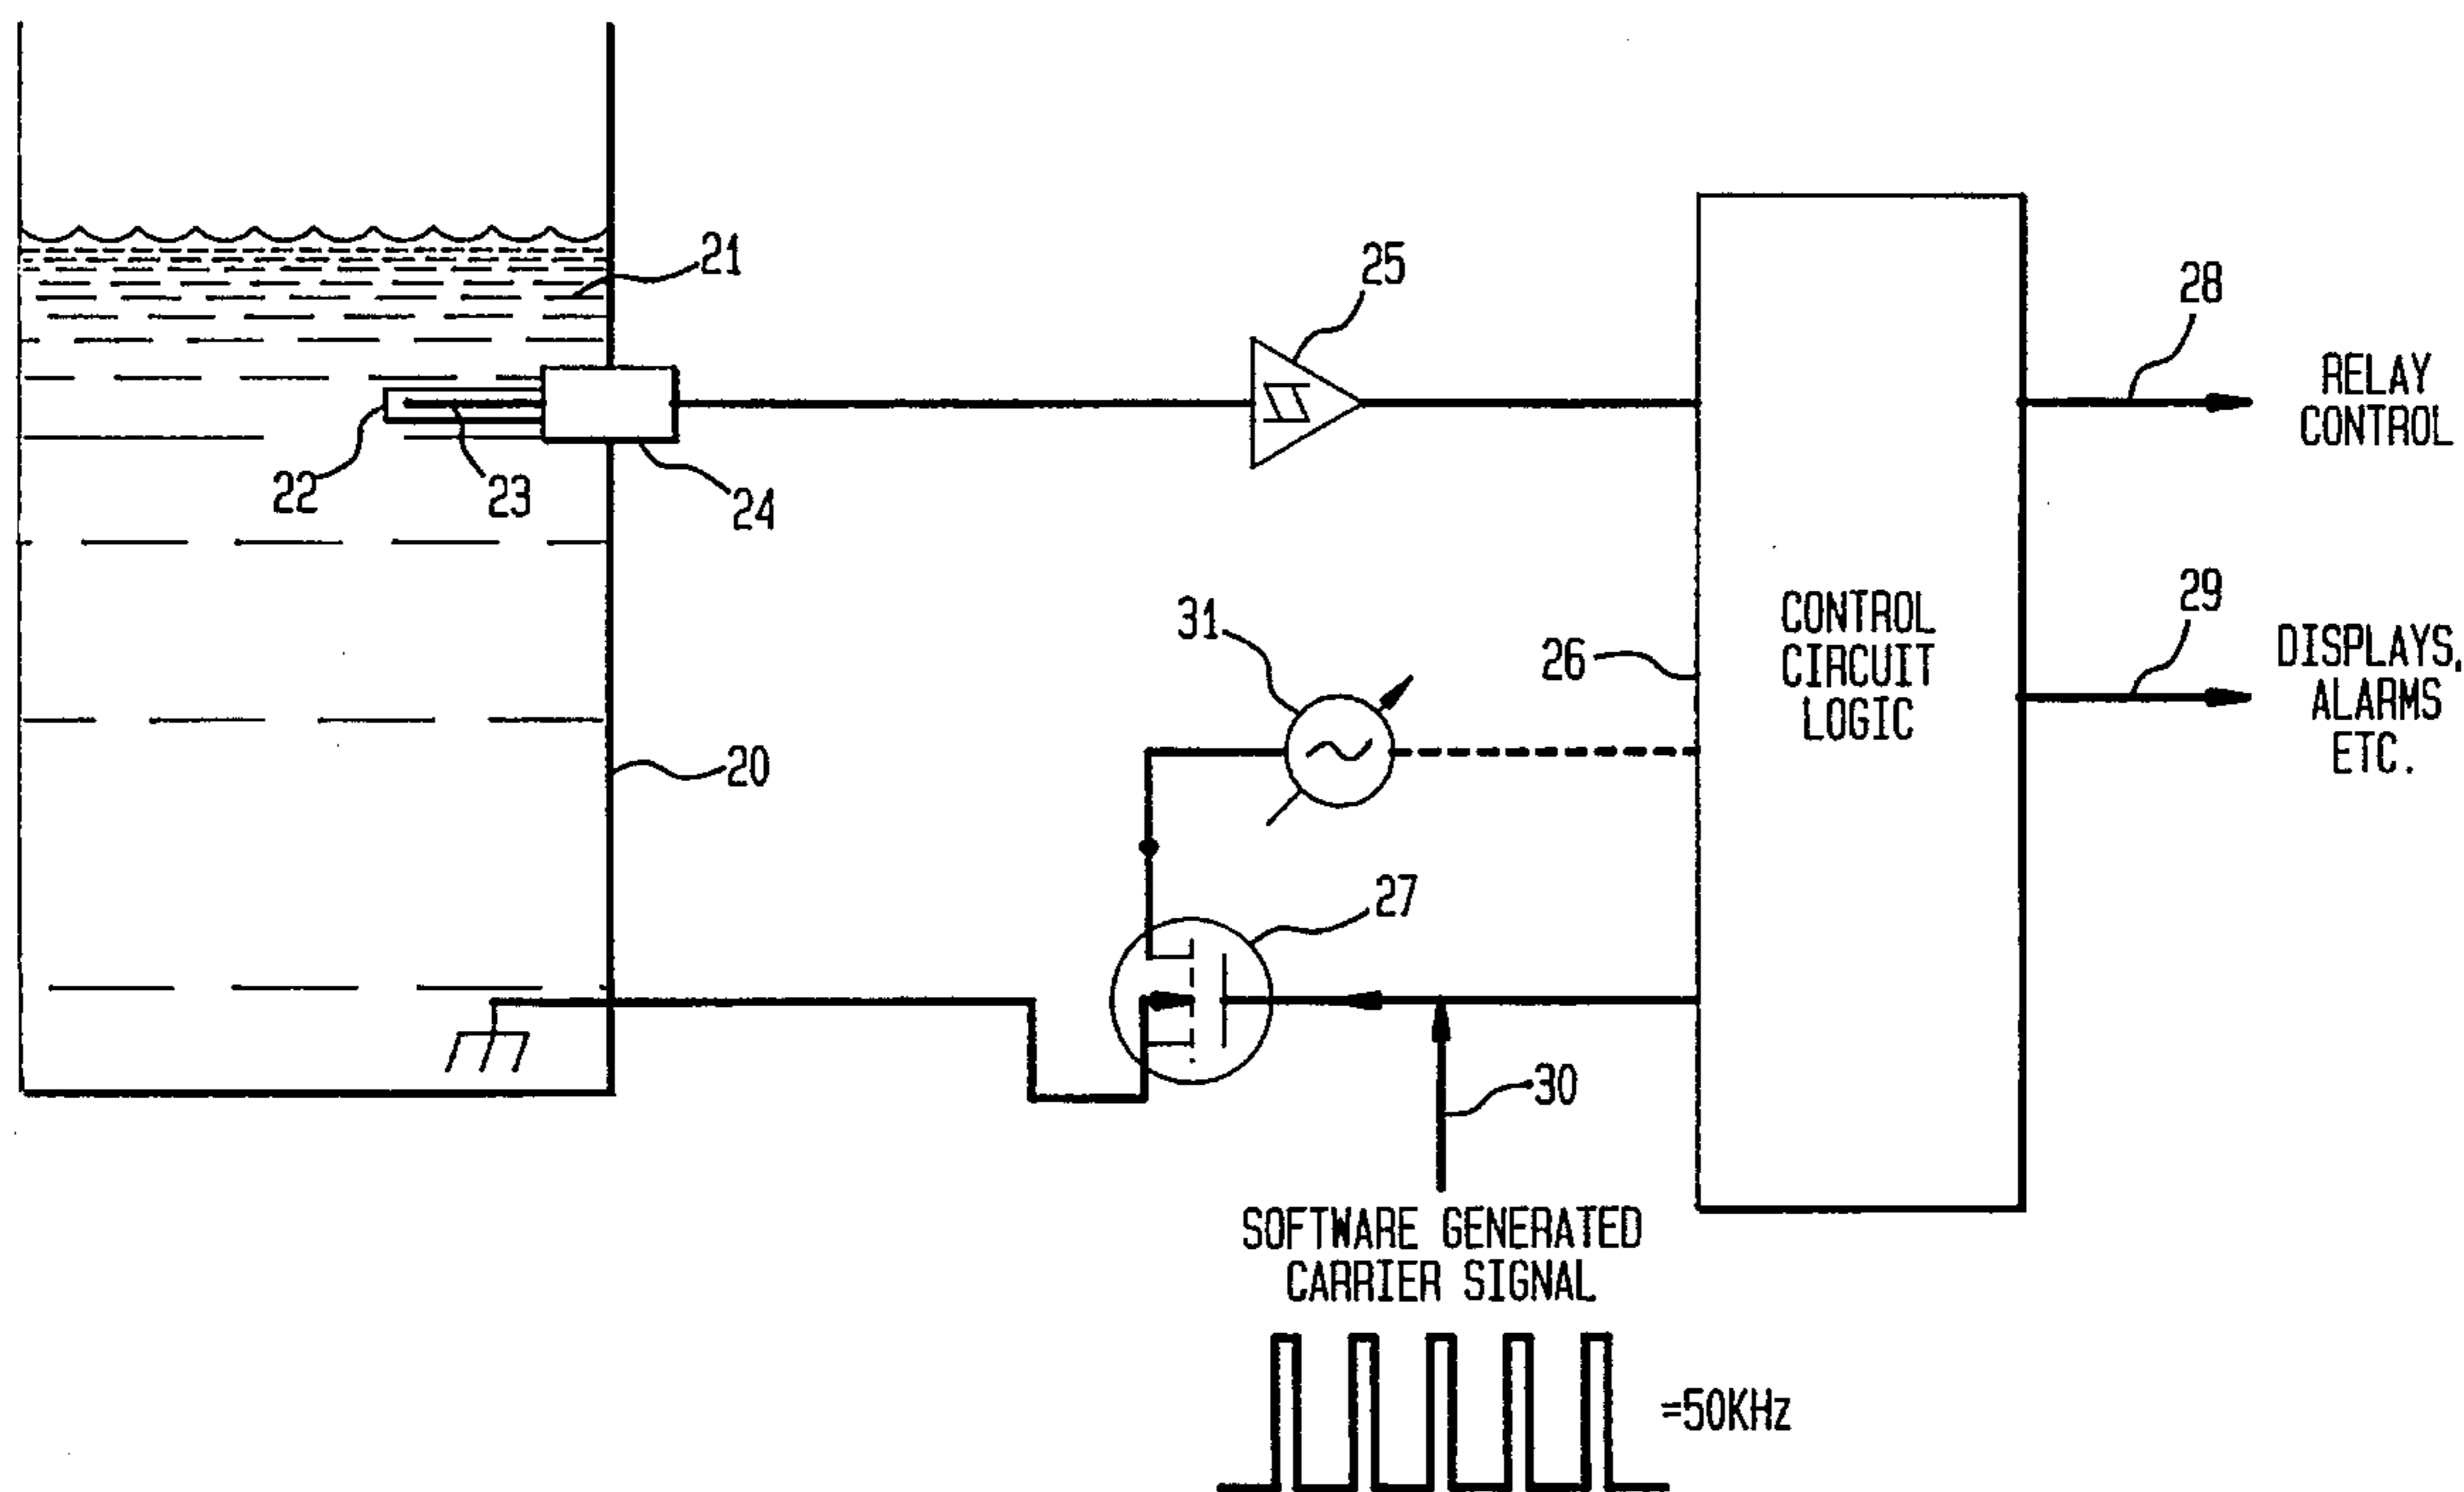 21
22
23
24
20
25
31
26
27
30
28
29
RELAY
CONTROL
CONTROL
CIRCUIT
LOGIC
DISPLAYS,
ALARMS
ETC.
SOFTWARE GENERATED
CARRIER SIGNAL
=50KHz